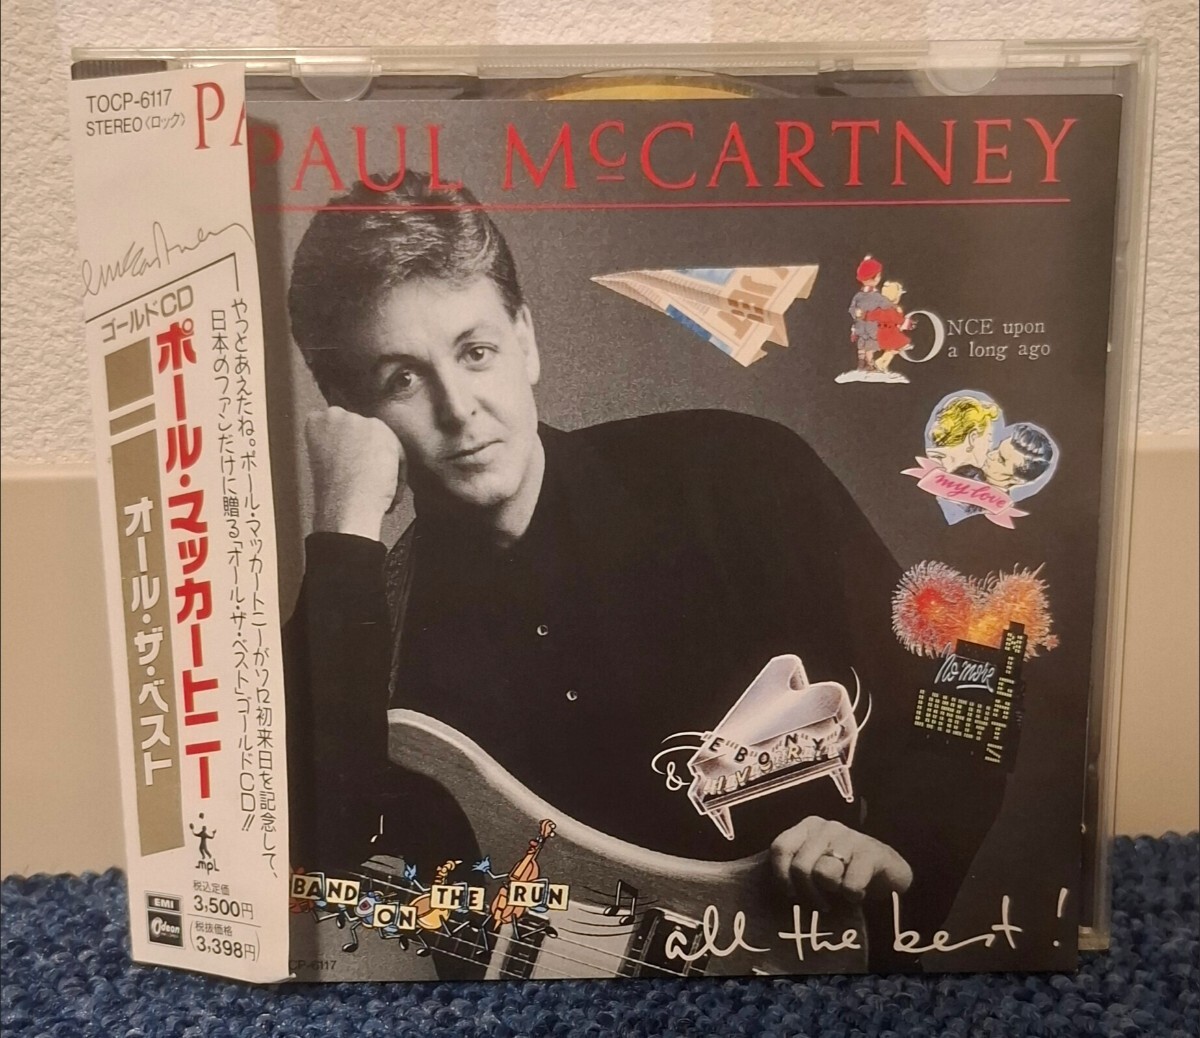 TOCP-6117
STEREO〈ロック〉
PA
McCartney
ゴールドCD
ポール・マッカートニー
オール・ザ・ベスト
やっとあえたね。ポール・マッカートニーがソロ初来日を記念して、
日本のファンだけに贈る「オール・ザ・ベスト」ゴールドCD!!
mpL
EMI
Odeon
税込定価
3,500円
(税抜価格
3,398円)
PAUL McCARTNEY
ONCE upon
a long ago
my love
No more
LONELY
NIGHTS
EBONY
& IVORY
BAND ON THE RUN
all the best!
CP-6117